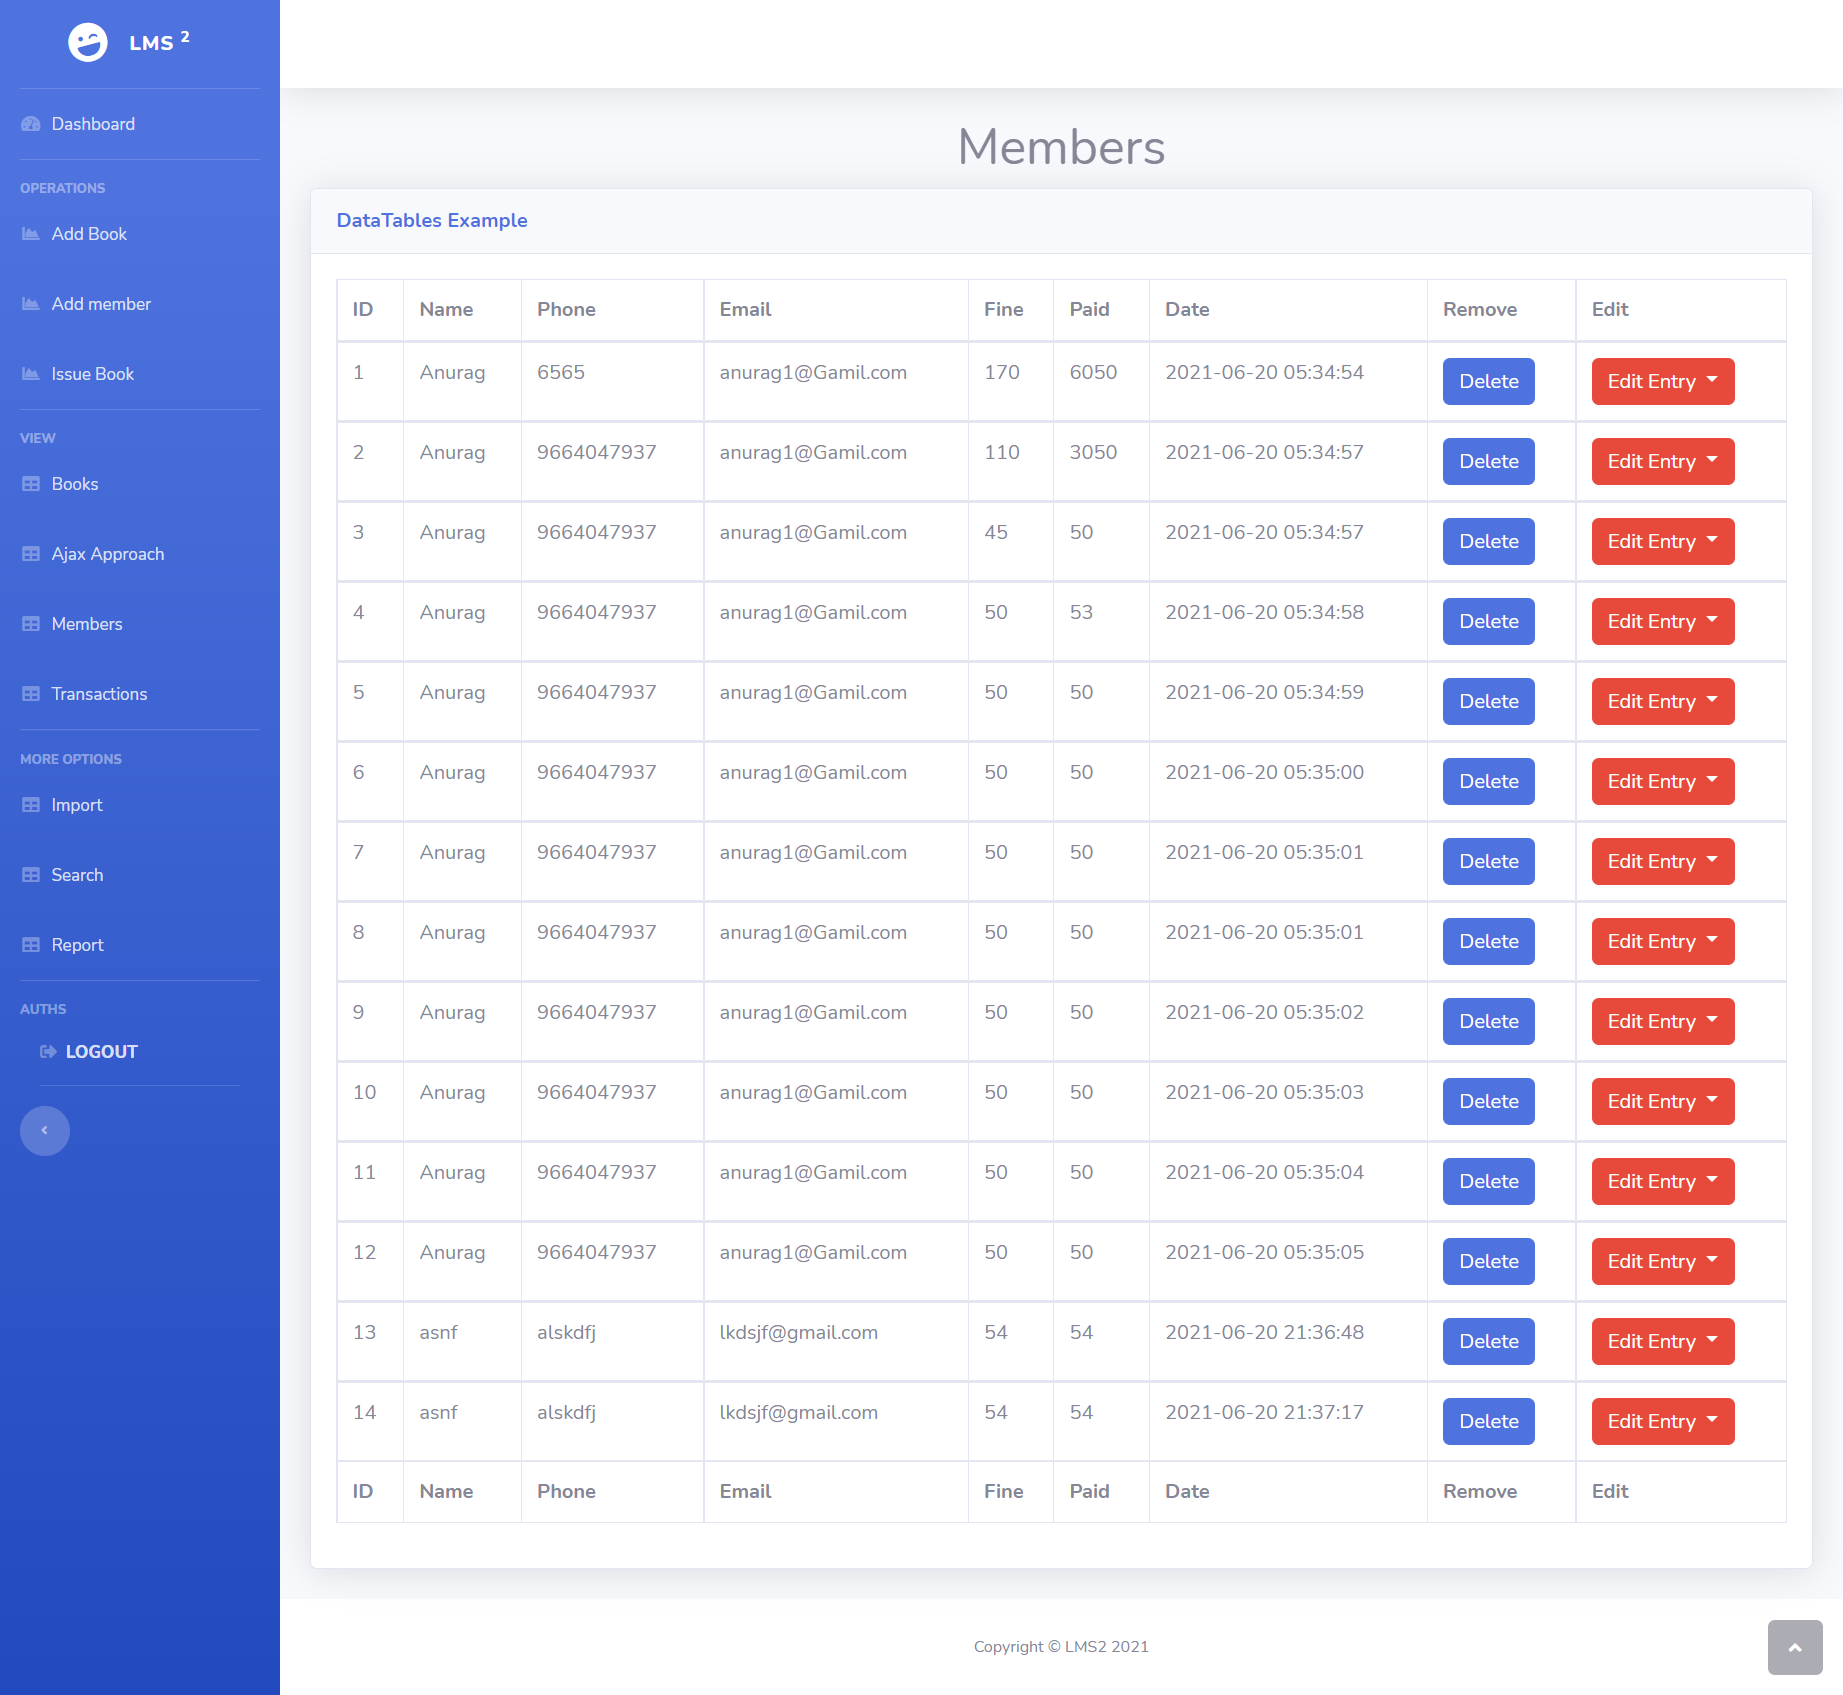 LMS 2
Dashboard
OPERATIONS
Add Book
Add member
Issue Book
VIEW
Books
Ajax Approach
Members
Transactions
MORE OPTIONS
Import
Search
Report
AUTHS
LOGOUT
Members
DataTables Example
ID Name Phone Email Fine Paid Date Remove Edit
1 Anurag 6565 anurag1@Gamil.com 170 6050 2021-06-20 05:34:54 Delete Edit Entry
2 Anurag 9664047937 anurag1@Gamil.com 110 3050 2021-06-20 05:34:57 Delete Edit Entry
3 Anurag 9664047937 anurag1@Gamil.com 45 50 2021-06-20 05:34:57 Delete Edit Entry
4 Anurag 9664047937 anurag1@Gamil.com 50 53 2021-06-20 05:34:58 Delete Edit Entry
5 Anurag 9664047937 anurag1@Gamil.com 50 50 2021-06-20 05:34:59 Delete Edit Entry
6 Anurag 9664047937 anurag1@Gamil.com 50 50 2021-06-20 05:35:00 Delete Edit Entry
7 Anurag 9664047937 anurag1@Gamil.com 50 50 2021-06-20 05:35:01 Delete Edit Entry
8 Anurag 9664047937 anurag1@Gamil.com 50 50 2021-06-20 05:35:01 Delete Edit Entry
9 Anurag 9664047937 anurag1@Gamil.com 50 50 2021-06-20 05:35:02 Delete Edit Entry
10 Anurag 9664047937 anurag1@Gamil.com 50 50 2021-06-20 05:35:03 Delete Edit Entry
11 Anurag 9664047937 anurag1@Gamil.com 50 50 2021-06-20 05:35:04 Delete Edit Entry
12 Anurag 9664047937 anurag1@Gamil.com 50 50 2021-06-20 05:35:05 Delete Edit Entry
13 asnf alskdfj lkdsjf@gmail.com 54 54 2021-06-20 21:36:48 Delete Edit Entry
14 asnf alskdfj lkdsjf@gmail.com 54 54 2021-06-20 21:37:17 Delete Edit Entry
ID Name Phone Email Fine Paid Date Remove Edit
Copyright © LMS2 2021